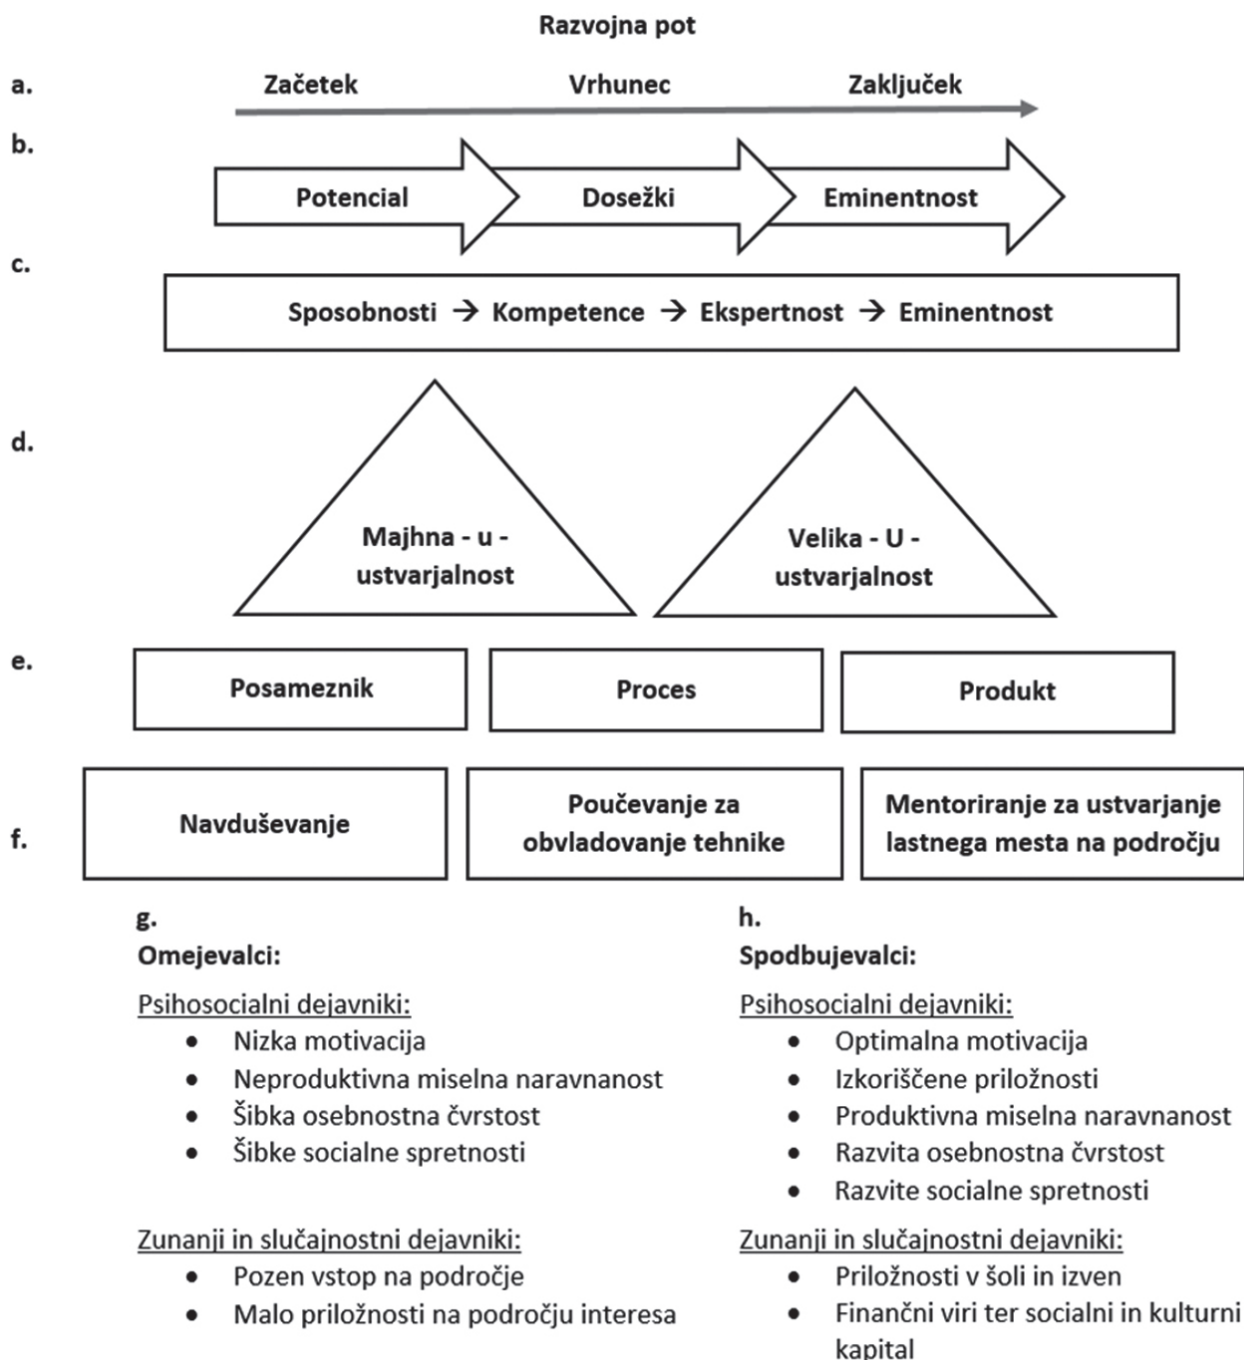 Razvojna pot
a. Začetek Vrhunec Zaključek
b.
Potencial Dosežki Eminentnost
c.
Sposobnosti → Kompetence → Ekspertnost → Eminentnost
d.
Majhna - u - Velika - U -
ustvarjalnost ustvarjalnost
e.
Posameznik Proces Produkt
f.
Navduševanje
Poučevanje za
obvladovanje tehnike
Mentoriranje za ustvarjanje
lastnega mesta na področju
g.
Omejevalci:
Psihosocialni dejavniki:
• Nizka motivacija
• Neproduktivna miselna naravnanost
• Šibka osebnostna čvrstost
• Šibke socialne spretnosti
Zunanji in slučajnostni dejavniki:
• Pozen vstop na področje
• Malo priložnosti na področju interesa
h.
Spodbujevalci:
Psihosocialni dejavniki:
• Optimalna motivacija
• Izkoriščene priložnosti
• Produktivna miselna naravnanost
• Razvita osebnostna čvrstost
• Razvite socialne spretnosti
Zunanji in slučajnostni dejavniki:
• Priložnosti v šoli in izven
• Finančni viri ter socialni in kulturni
kapital